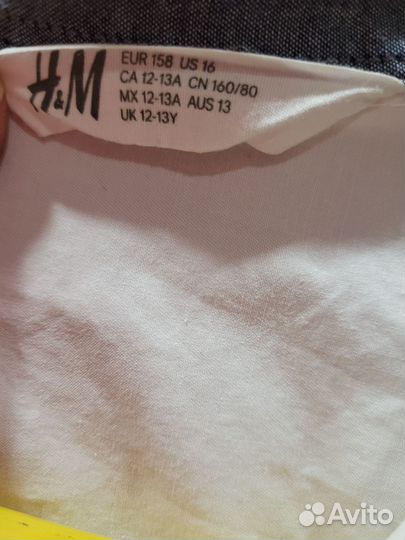 H&M
EUR 158 US 16
CA 12-13A CN 160/80
MX 12-13A AUS 13
UK 12-13Y
Avito